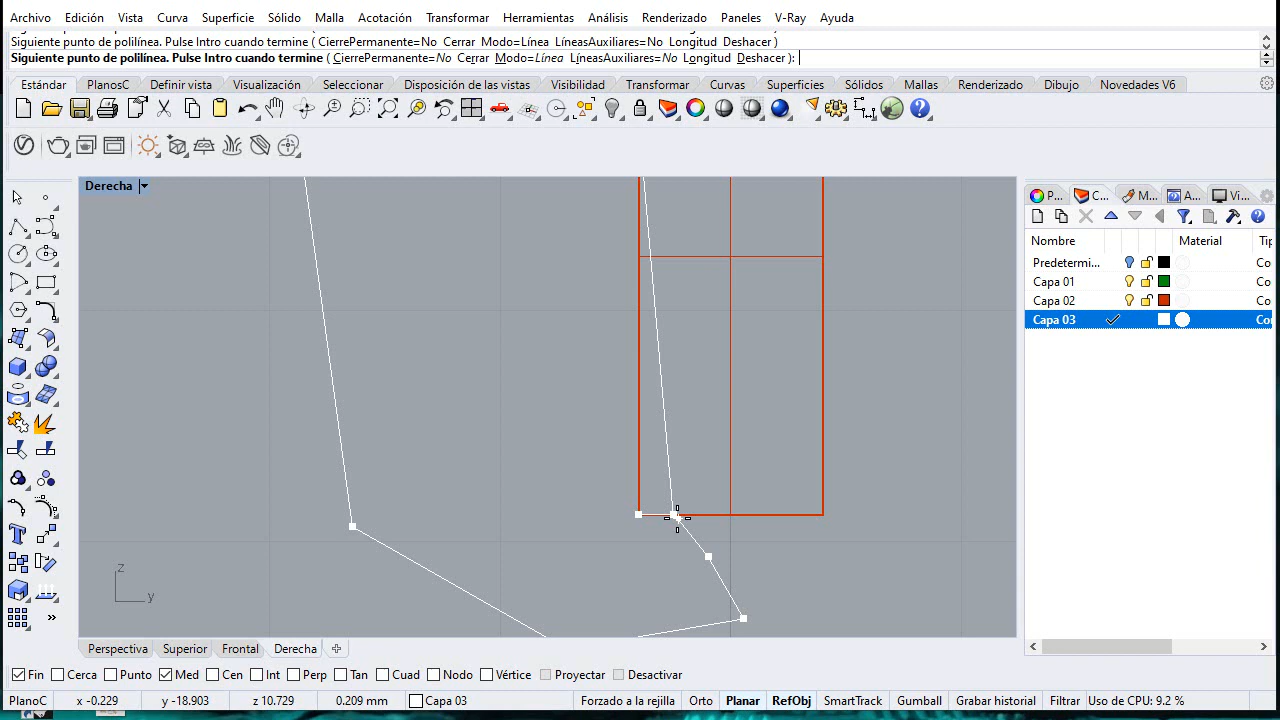 Archivo Edición Vista Curva Superficie Sólido Malla Acotación Transformar Herramientas Análisis Renderizado Paneles V-Ray Ayuda
Siguiente punto de polilínea. Pulse Intro cuando termine ( CierrePermanente=No Cerrar Modo=Línea LíneasAuxiliares=No Longitud Deshacer )
Siguiente punto de polilínea. Pulse Intro cuando termine ( CierrePermanente=No Cerrar Modo=Línea LíneasAuxiliares=No Longitud Deshacer ):
Estándar PlanosC Definir vista Visualización Seleccionar Disposición de las vistas Visibilidad Transformar Curvas Superficies Sólidos Mallas Renderizado Dibujo Novedades V6
Derecha
P... C... M... A... Vi...
Nombre Material Tip
Predetermi... Co
Capa 01 Co
Capa 02 Co
Capa 03 Con
z
y
Perspectiva Superior Frontal Derecha
Fin Cerca Punto Med Cen Int Perp Tan Cuad Nodo Vértice Proyectar Desactivar
PlanoC x -0.229 y -18.903 z 10.729 0.209 mm Capa 03 Forzado a la rejilla Orto Planar RefObj SmartTrack Gumball Grabar historial Filtrar Uso de CPU: 9.2 %